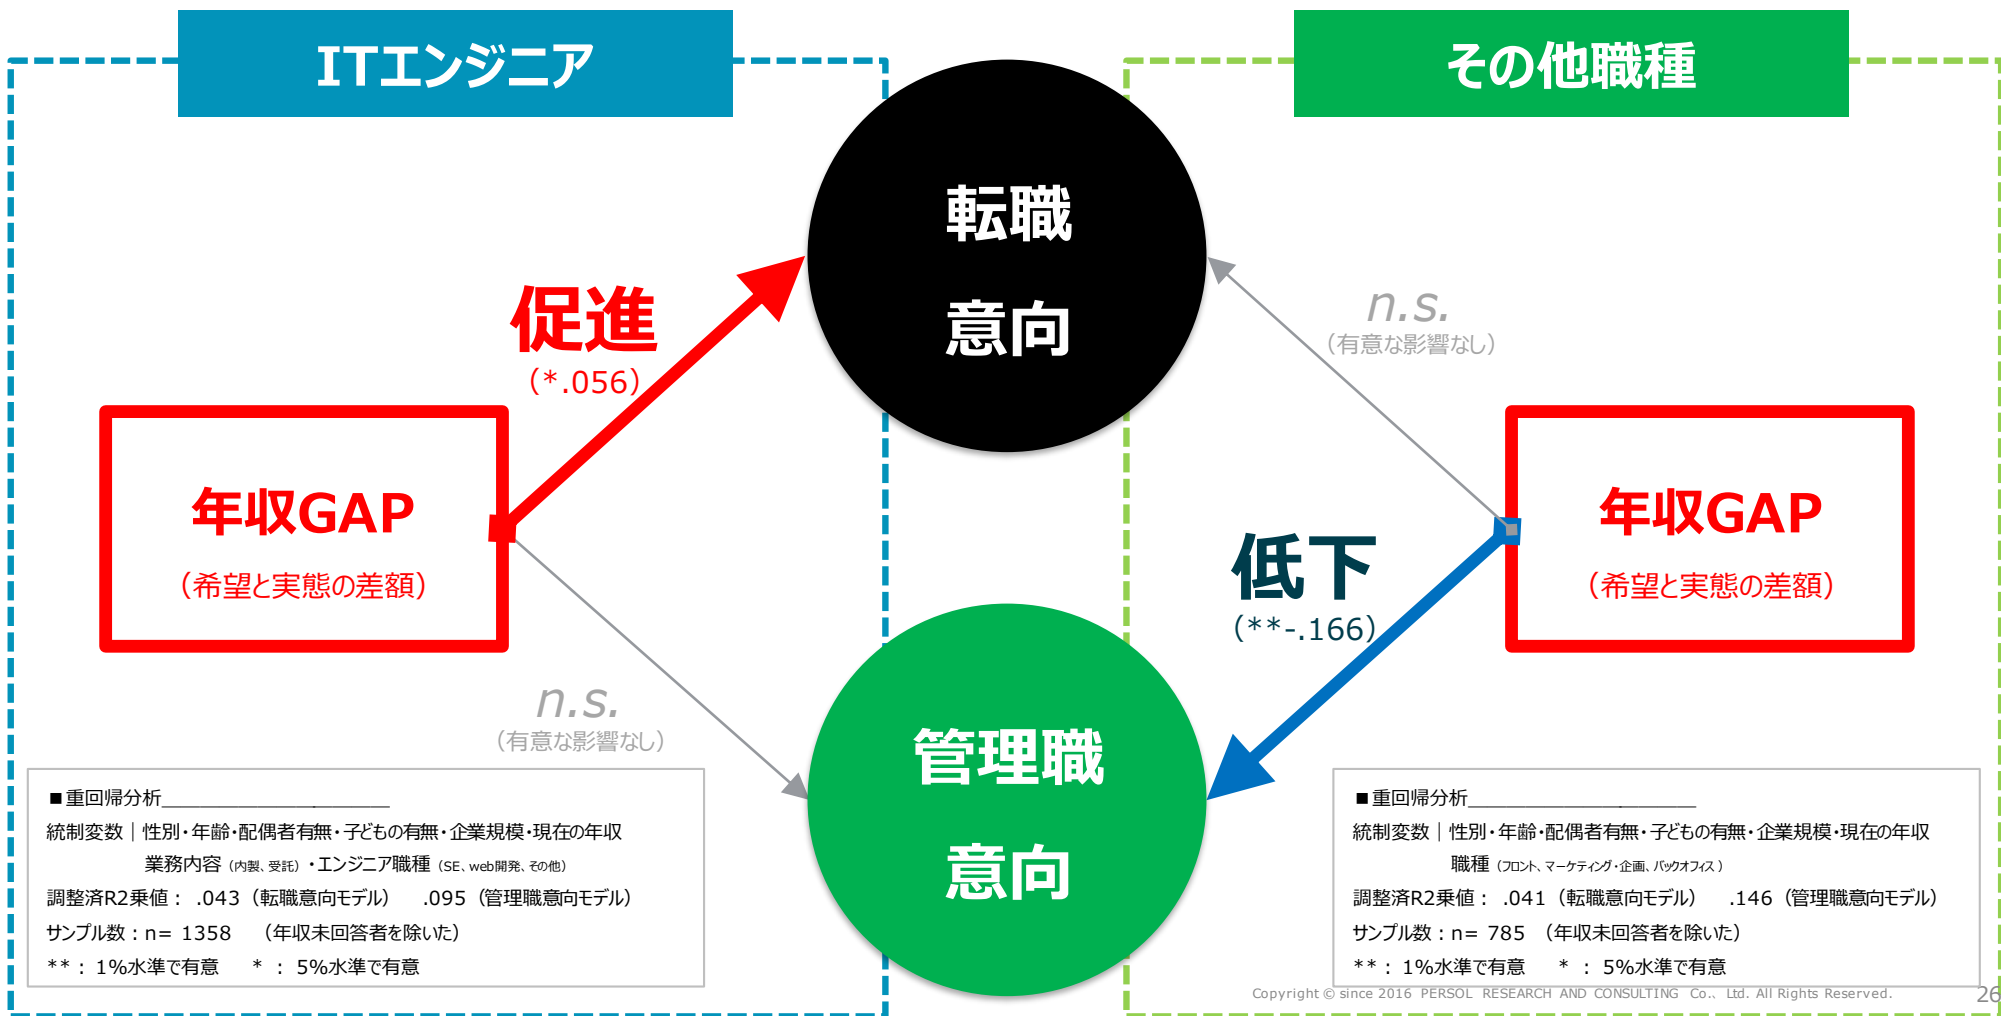 ITエンジニア
その他職種
転職
意向
促進
（*.056）
n.s.
（有意な影響なし）
年収GAP
（希望と実態の差額）
年収GAP
（希望と実態の差額）
低下
（**-.166）
n.s.
（有意な影響なし）
管理職
意向
■重回帰分析
統制変数｜性別・年齢・配偶者有無・子どもの有無・企業規模・現在の年収
業務内容（内製、受託）・エンジニア職種（SE、web開発、その他）
調整済R2乗値： .043（転職意向モデル） .095（管理職意向モデル）
サンプル数：n= 1358 （年収未回答者を除いた）
**：1%水準で有意 * ： 5%水準で有意
■重回帰分析
統制変数｜性別・年齢・配偶者有無・子どもの有無・企業規模・現在の年収
職種（フロント、マーケティング・企画、バックオフィス）
調整済R2乗値： .041（転職意向モデル） .146（管理職意向モデル）
サンプル数：n= 785 （年収未回答者を除いた）
**：1%水準で有意 * ： 5%水準で有意
Copyright © since 2016 PERSOL RESEARCH AND CONSULTING Co., Ltd. All Rights Reserved.
26